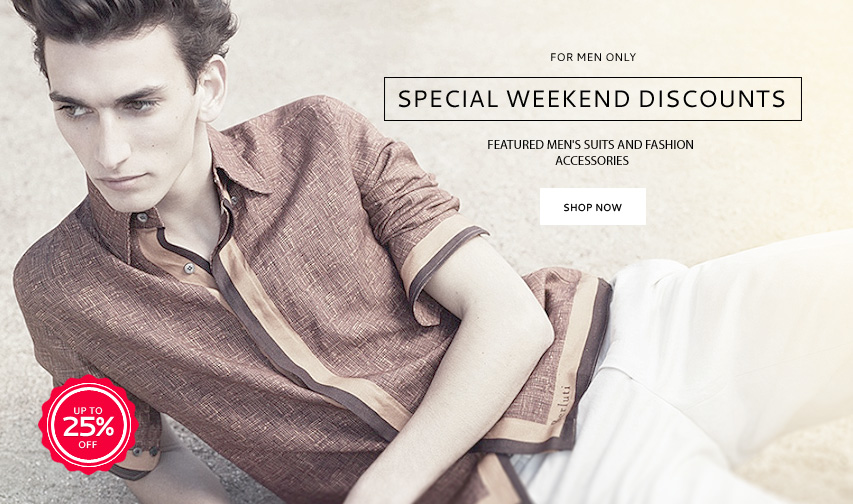 FOR MEN ONLY
SPECIAL WEEKEND DISCOUNTS
FEATURED MEN'S SUITS AND FASHION
ACCESSORIES
SHOP NOW
UP TO
25%
OFF